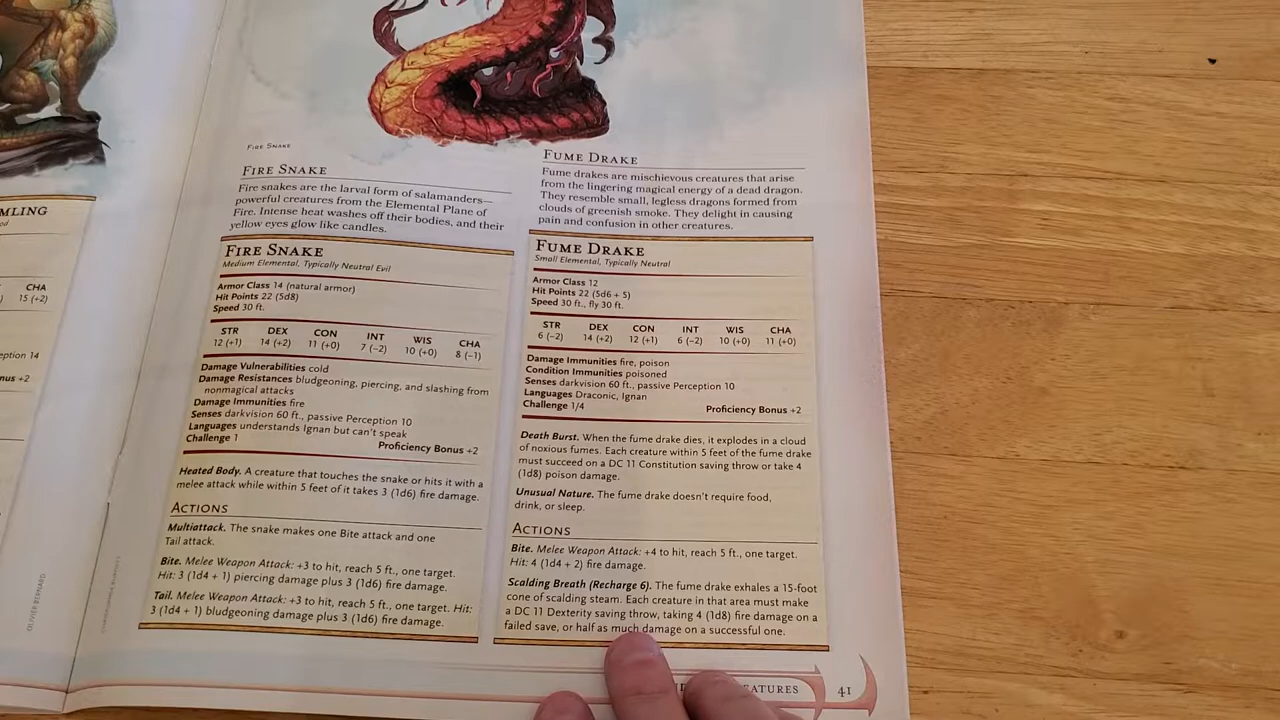 MLING
CHA
15 (+2)
eption 14
nus +2
OLIVIER BERNARD
FIRE SNAKE
FIRE SNAKE
Fire snakes are the larval form of salamanders—
powerful creatures from the Elemental Plane of
Fire. Intense heat washes off their bodies, and their
yellow eyes glow like candles.
FIRE SNAKE
Medium Elemental, Typically Neutral Evil
Armor Class 14 (natural armor)
Hit Points 22 (5d8)
Speed 30 ft.
STR DEX CON INT WIS CHA
12 (+1) 14 (+2) 11 (+0) 7 (−2) 10 (+0) 8 (−1)
Damage Vulnerabilities cold
Damage Resistances bludgeoning, piercing, and slashing from
nonmagical attacks
Damage Immunities fire
Senses darkvision 60 ft., passive Perception 10
Languages understands Ignan but can't speak
Challenge 1 Proficiency Bonus +2
Heated Body. A creature that touches the snake or hits it with a
melee attack while within 5 feet of it takes 3 (1d6) fire damage.
ACTIONS
Multiattack. The snake makes one Bite attack and one
Tail attack.
Bite. Melee Weapon Attack: +3 to hit, reach 5 ft., one target.
Hit: 3 (1d4 + 1) piercing damage plus 3 (1d6) fire damage.
Tail. Melee Weapon Attack: +3 to hit, reach 5 ft., one target. Hit:
3 (1d4 + 1) bludgeoning damage plus 3 (1d6) fire damage.
FUME DRAKE
Fume drakes are mischievous creatures that arise
from the lingering magical energy of a dead dragon.
They resemble small, legless dragons formed from
clouds of greenish smoke. They delight in causing
pain and confusion in other creatures.
FUME DRAKE
Small Elemental, Typically Neutral
Armor Class 12
Hit Points 22 (5d6 + 5)
Speed 30 ft., fly 30 ft.
STR DEX CON INT WIS CHA
6 (−2) 14 (+2) 12 (+1) 6 (−2) 10 (+0) 11 (+0)
Damage Immunities fire, poison
Condition Immunities poisoned
Senses darkvision 60 ft., passive Perception 10
Languages Draconic, Ignan
Challenge 1/4 Proficiency Bonus +2
Death Burst. When the fume drake dies, it explodes in a cloud
of noxious fumes. Each creature within 5 feet of the fume drake
must succeed on a DC 11 Constitution saving throw or take 4
(1d8) poison damage.
Unusual Nature. The fume drake doesn't require food,
drink, or sleep.
ACTIONS
Bite. Melee Weapon Attack: +4 to hit, reach 5 ft., one target.
Hit: 4 (1d4 + 2) fire damage.
Scalding Breath (Recharge 6). The fume drake exhales a 15-foot
cone of scalding steam. Each creature in that area must make
a DC 11 Dexterity saving throw, taking 4 (1d8) fire damage on a
failed save, or half as much damage on a successful one.
EATURES 41